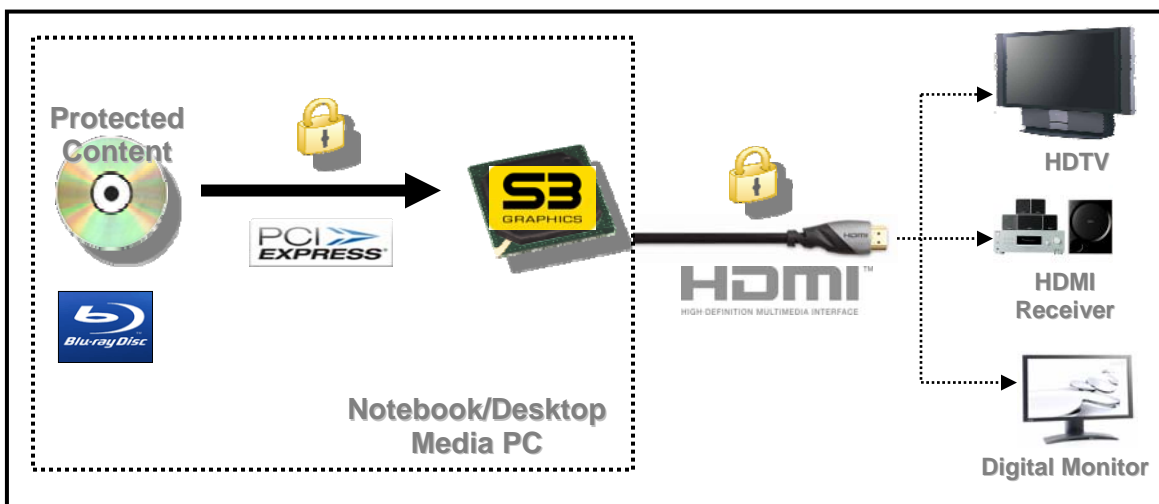 Protected
Content
PCI
EXPRESS®
Blu-ray Disc
S3
GRAPHICS
Notebook/Desktop
Media PC
HDMI
HDMI™
HIGH-DEFINITION MULTIMEDIA INTERFACE
HDTV
HDMI
Receiver
Digital Monitor